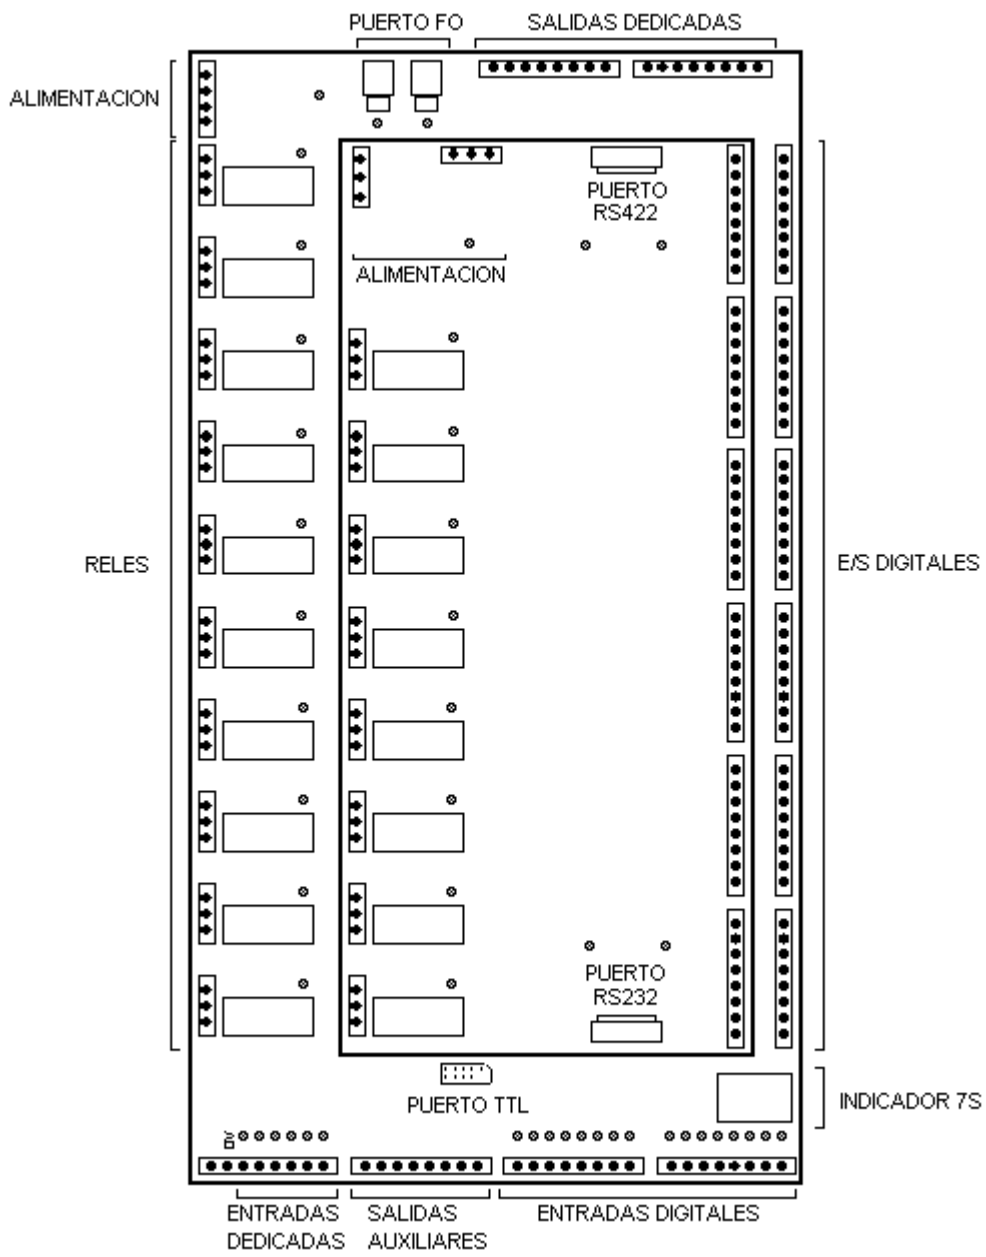 PUERTO FO
SALIDAS DEDICADAS
ALIMENTACION
PUERTO
RS422
ALIMENTACION
RELES
E/S DIGITALES
PUERTO
RS232
PUERTO TTL
INDICADOR 7S
ENTRADAS
DEDICADAS
SALIDAS
AUXILIARES
ENTRADAS DIGITALES